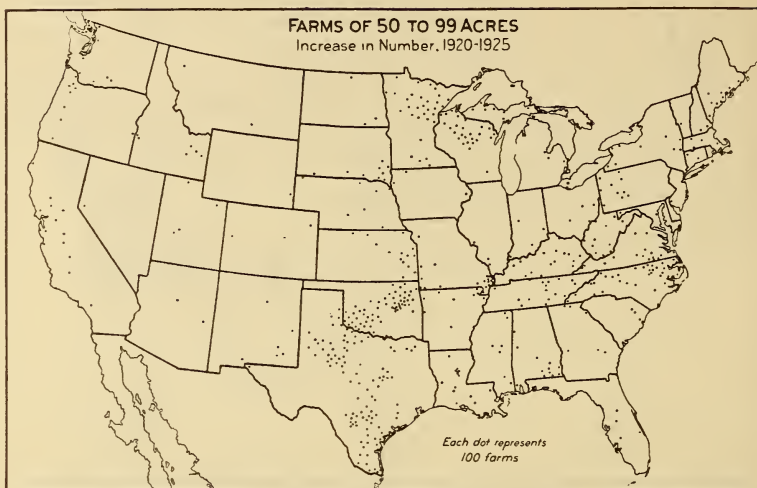 FARMS OF 50 TO 99 ACRES
Increase in Number, 1920-1925
Each dot represents
100 farms